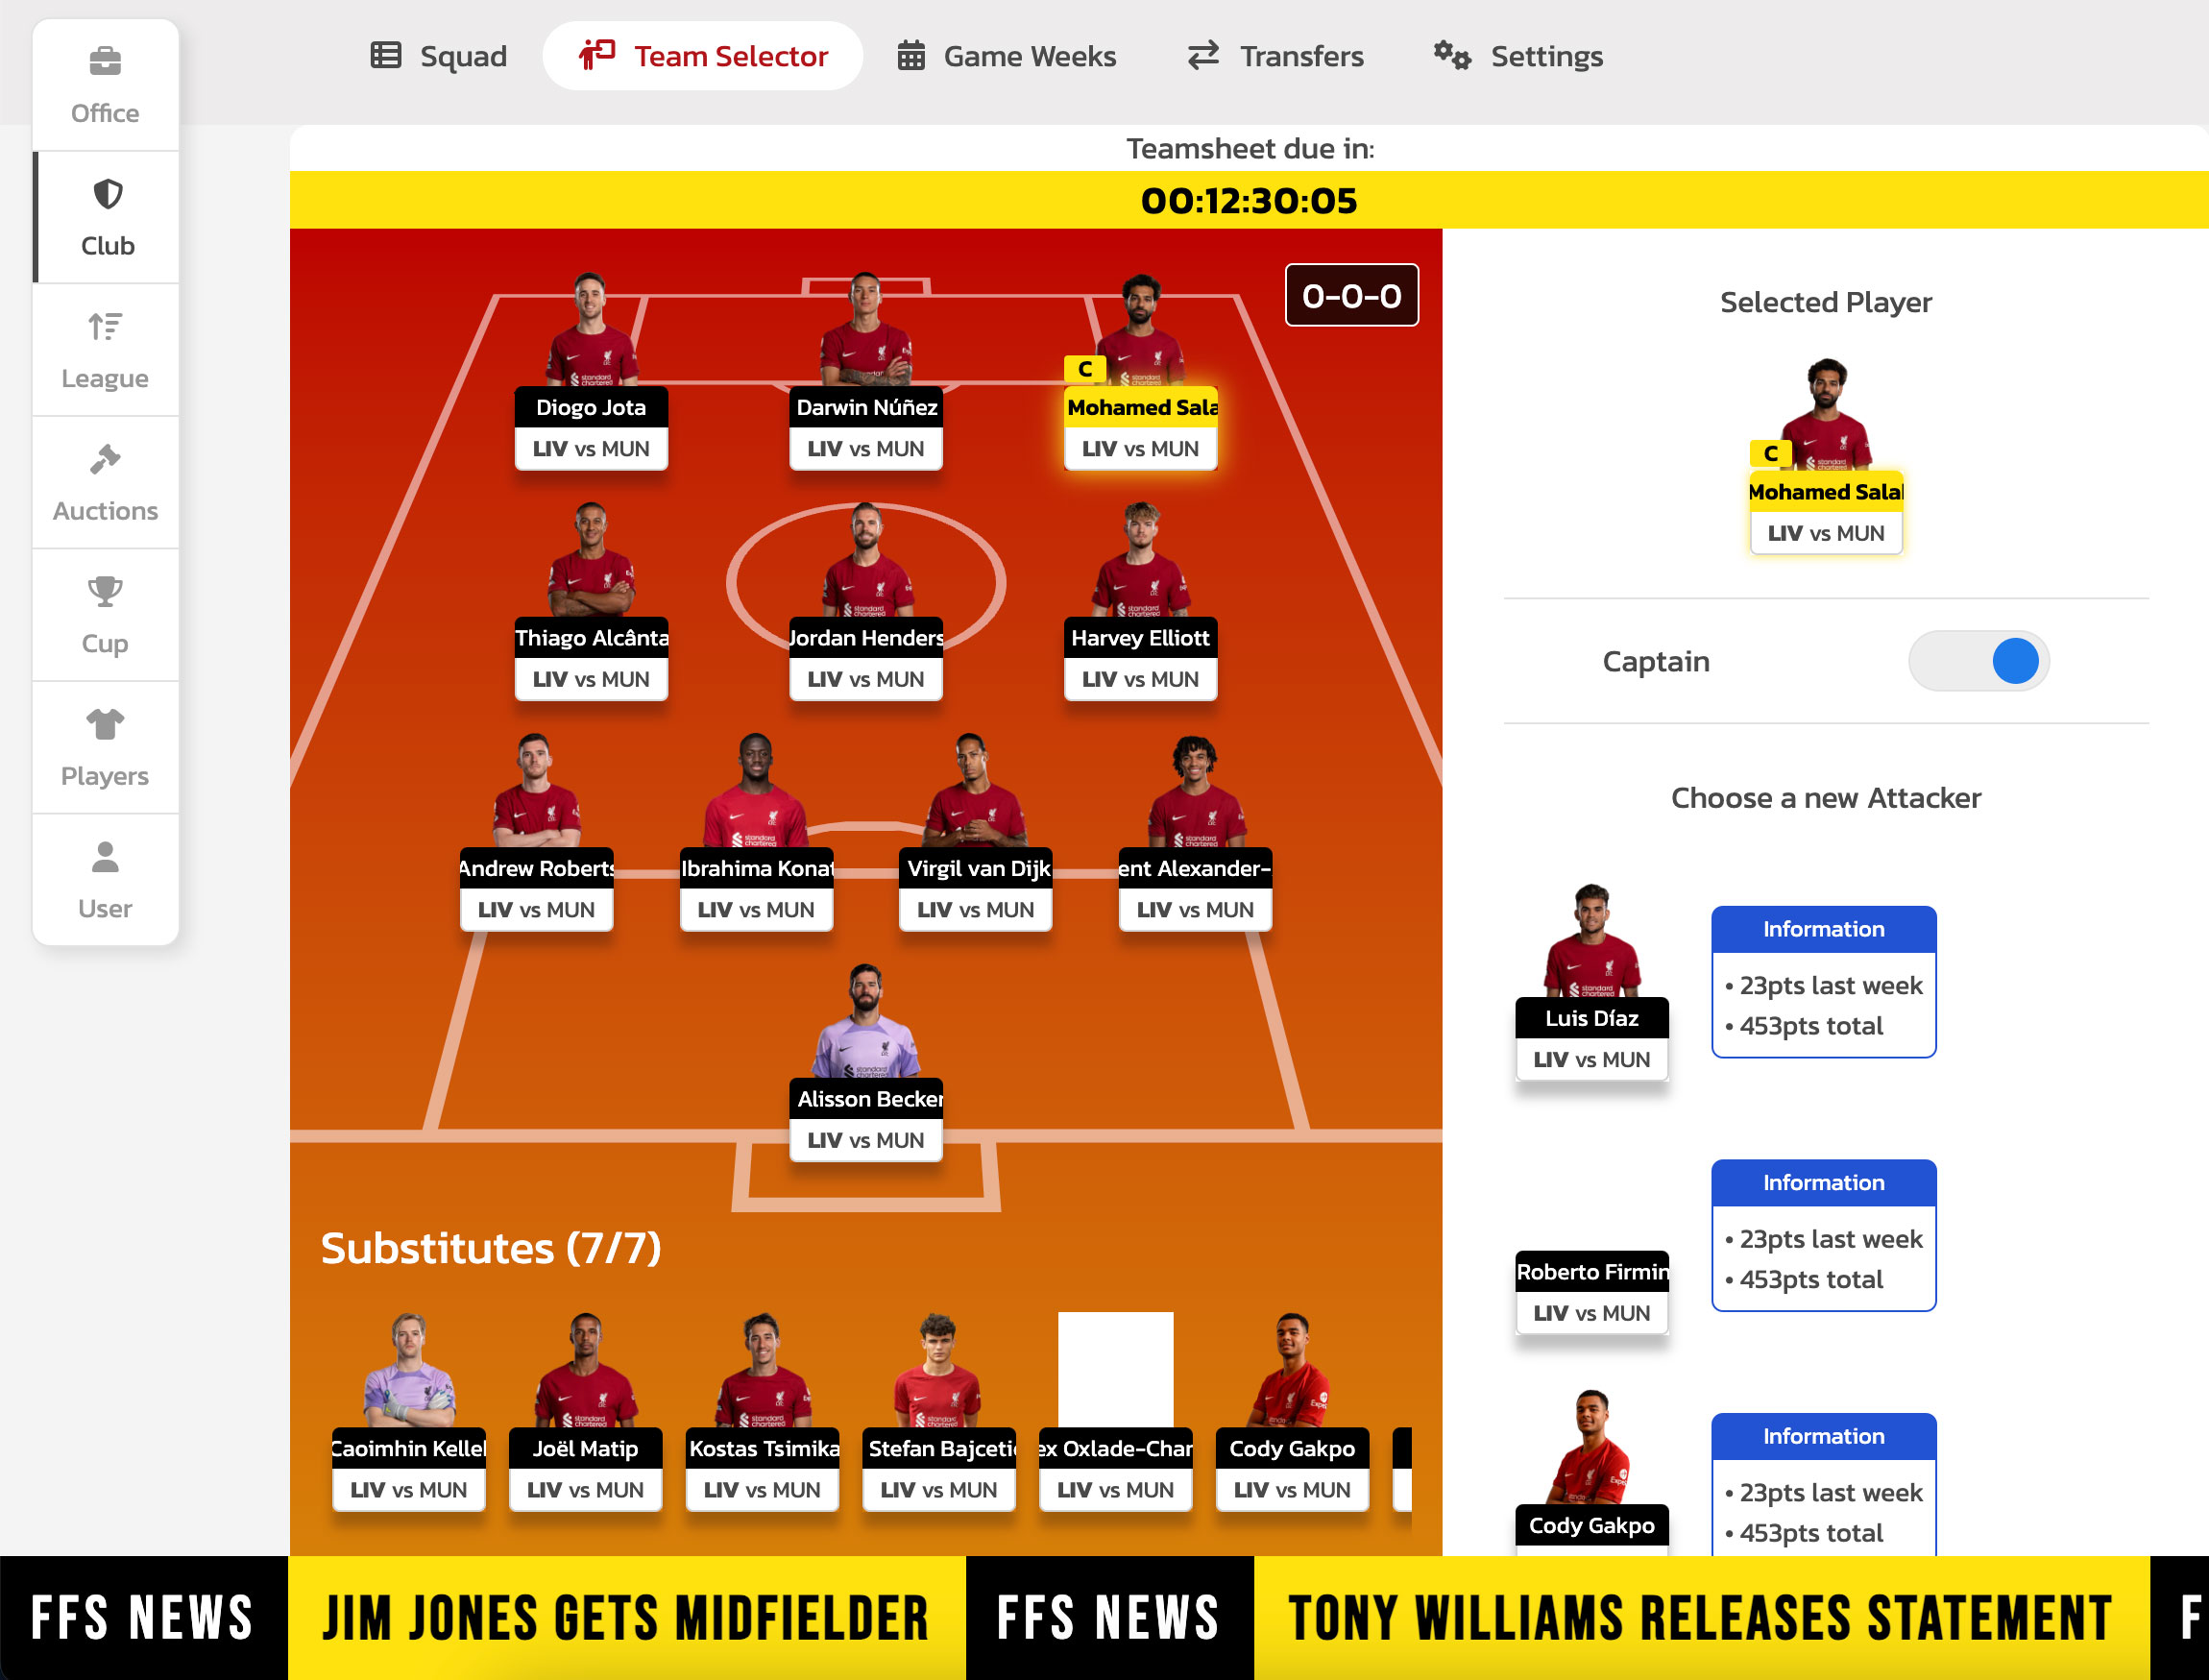 Office
Club
League
Auctions
Cup
Players
User
Squad
Team Selector
Game Weeks
Transfers
Settings
Teamsheet due in:
00:12:30:05
0-0-0
Diogo Jota
LIV vs MUN
Darwin Núñez
LIV vs MUN
C
Mohamed Sala
LIV vs MUN
Thiago Alcânta
LIV vs MUN
Jordan Henders
LIV vs MUN
Harvey Elliott
LIV vs MUN
Andrew Roberts
LIV vs MUN
Ibrahima Konat
LIV vs MUN
Virgil van Dijk
LIV vs MUN
ent Alexander-
LIV vs MUN
Alisson Becker
LIV vs MUN
Substitutes (7/7)
Caoimhin Kelleh
LIV vs MUN
Joël Matip
LIV vs MUN
Kostas Tsimika
LIV vs MUN
Stefan Bajcetic
LIV vs MUN
ex Oxlade-Char
LIV vs MUN
Cody Gakpo
LIV vs MUN
Selected Player
C
Mohamed Salah
LIV vs MUN
Captain
Choose a new Attacker
Luis Díaz
LIV vs MUN
Information
• 23pts last week
• 453pts total
Roberto Firmin
LIV vs MUN
Information
• 23pts last week
• 453pts total
Cody Gakpo
Information
• 23pts last week
• 453pts total
FFS NEWS
JIM JONES GETS MIDFIELDER
FFS NEWS
TONY WILLIAMS RELEASES STATEMENT
F